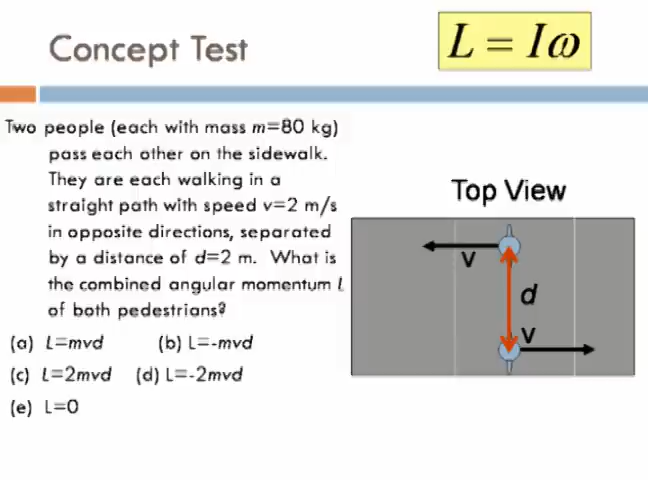 Concept Test
L = Iω
Two people (each with mass m=80 kg)
pass each other on the sidewalk.
They are each walking in a
straight path with speed v=2 m/s
in opposite directions, separated
by a distance of d=2 m. What is
the combined angular momentum L
of both pedestrians?
(a) L=mvd (b) L=-mvd
(c) L=2mvd (d) L=-2mvd
(e) L=0
Top View
v
d
v